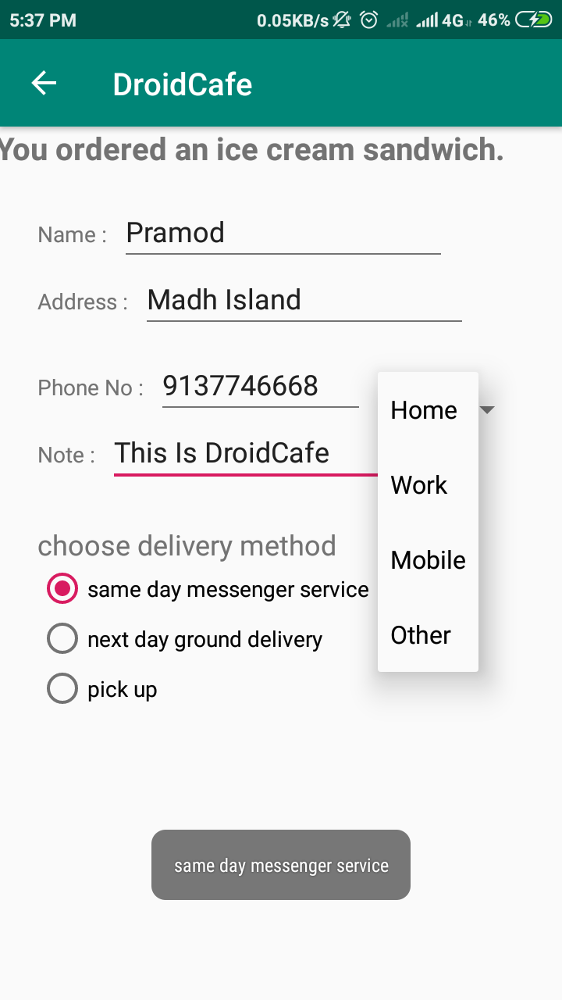 5:37 PM 0.05KB/s 4G 46%
DroidCafe
You ordered an ice cream sandwich.
Name : Pramod
Address : Madh Island
Phone No : 9137746668
Home
Note : This Is DroidCafe
Work
choose delivery method
Mobile
same day messenger service
next day ground delivery
Other
pick up
same day messenger service